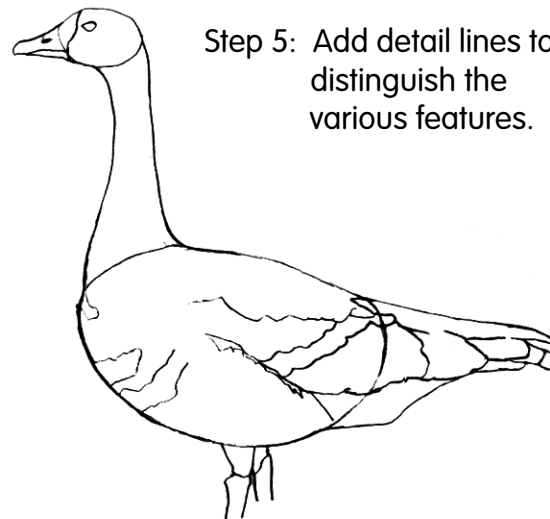 Step 5: Add detail lines to
distinguish the
various features.